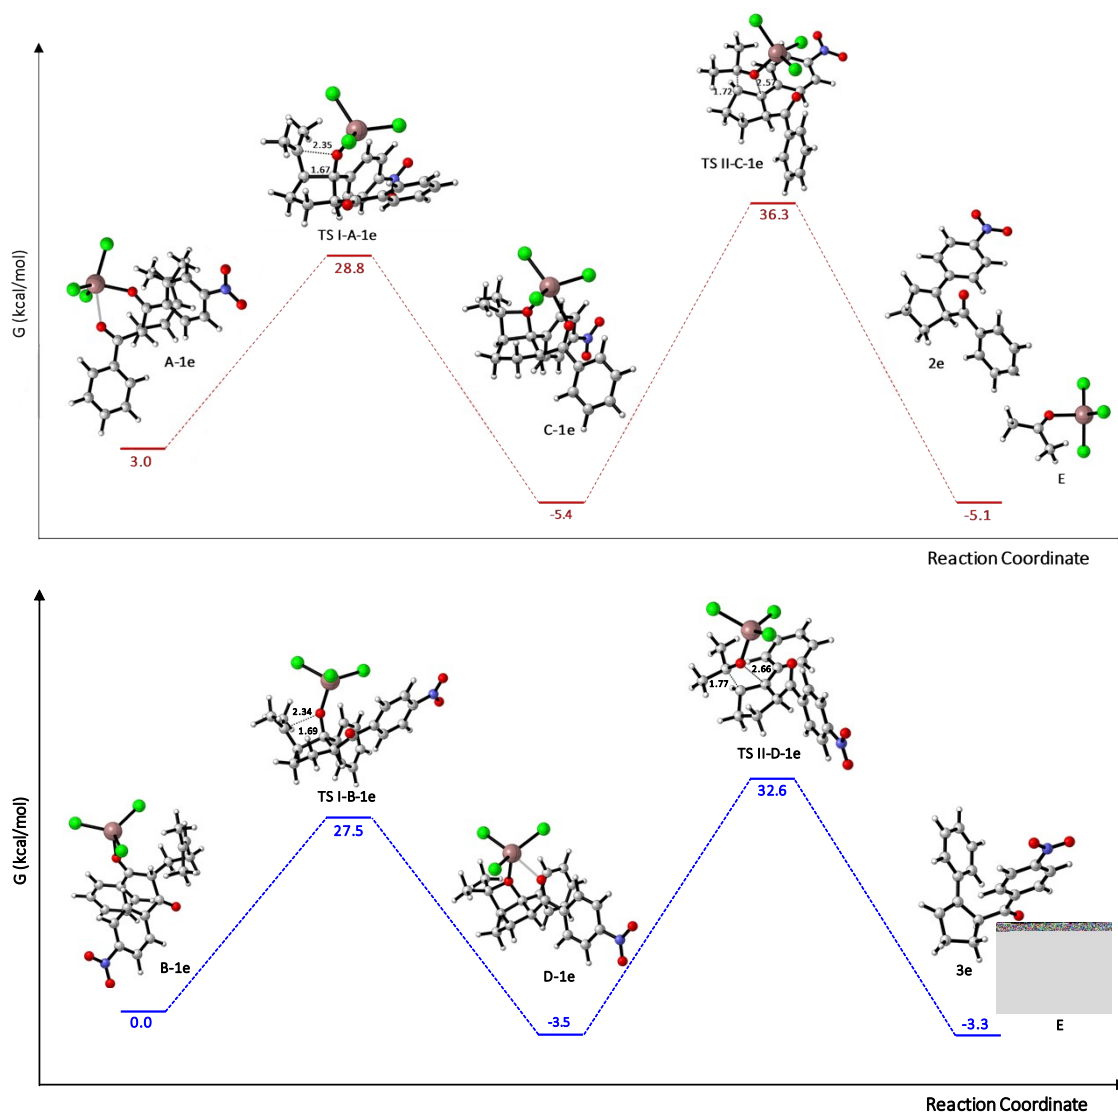 G (kcal/mol)
2.35
1.67
TS I-A-1e
28.8
A-1e
3.0
C-1e
-5.4
1.72
2.57
TS II-C-1e
36.3
2e
E
-5.1
Reaction Coordinate
G (kcal/mol)
2.34
1.69
TS I-B-1e
27.5
B-1e
0.0
D-1e
-3.5
1.77
2.66
TS II-D-1e
32.6
3e
E
-3.3
Reaction Coordinate